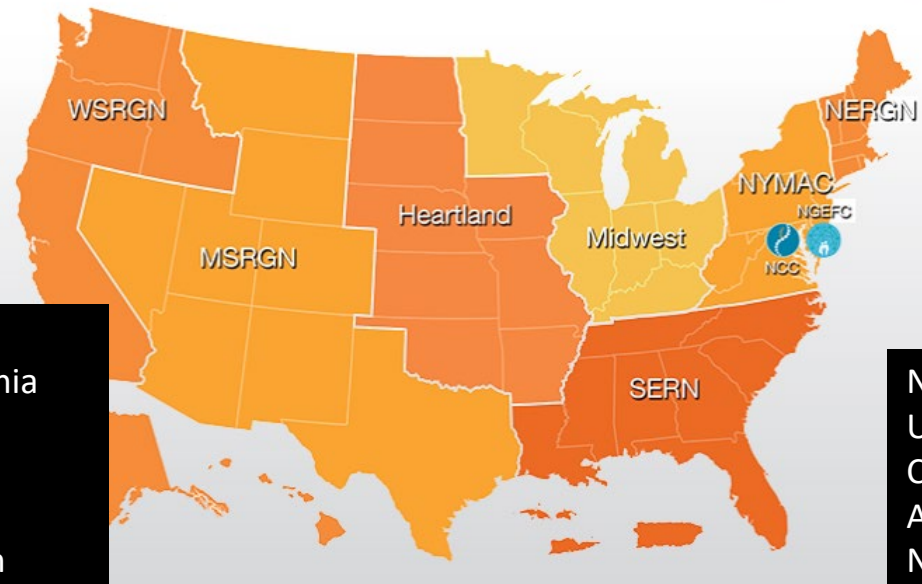 WSRGN
NERGN
NYMAC
NGEFC
Heartland
Midwest
MSRGN
NCC
SERN
N
U
C
A
N